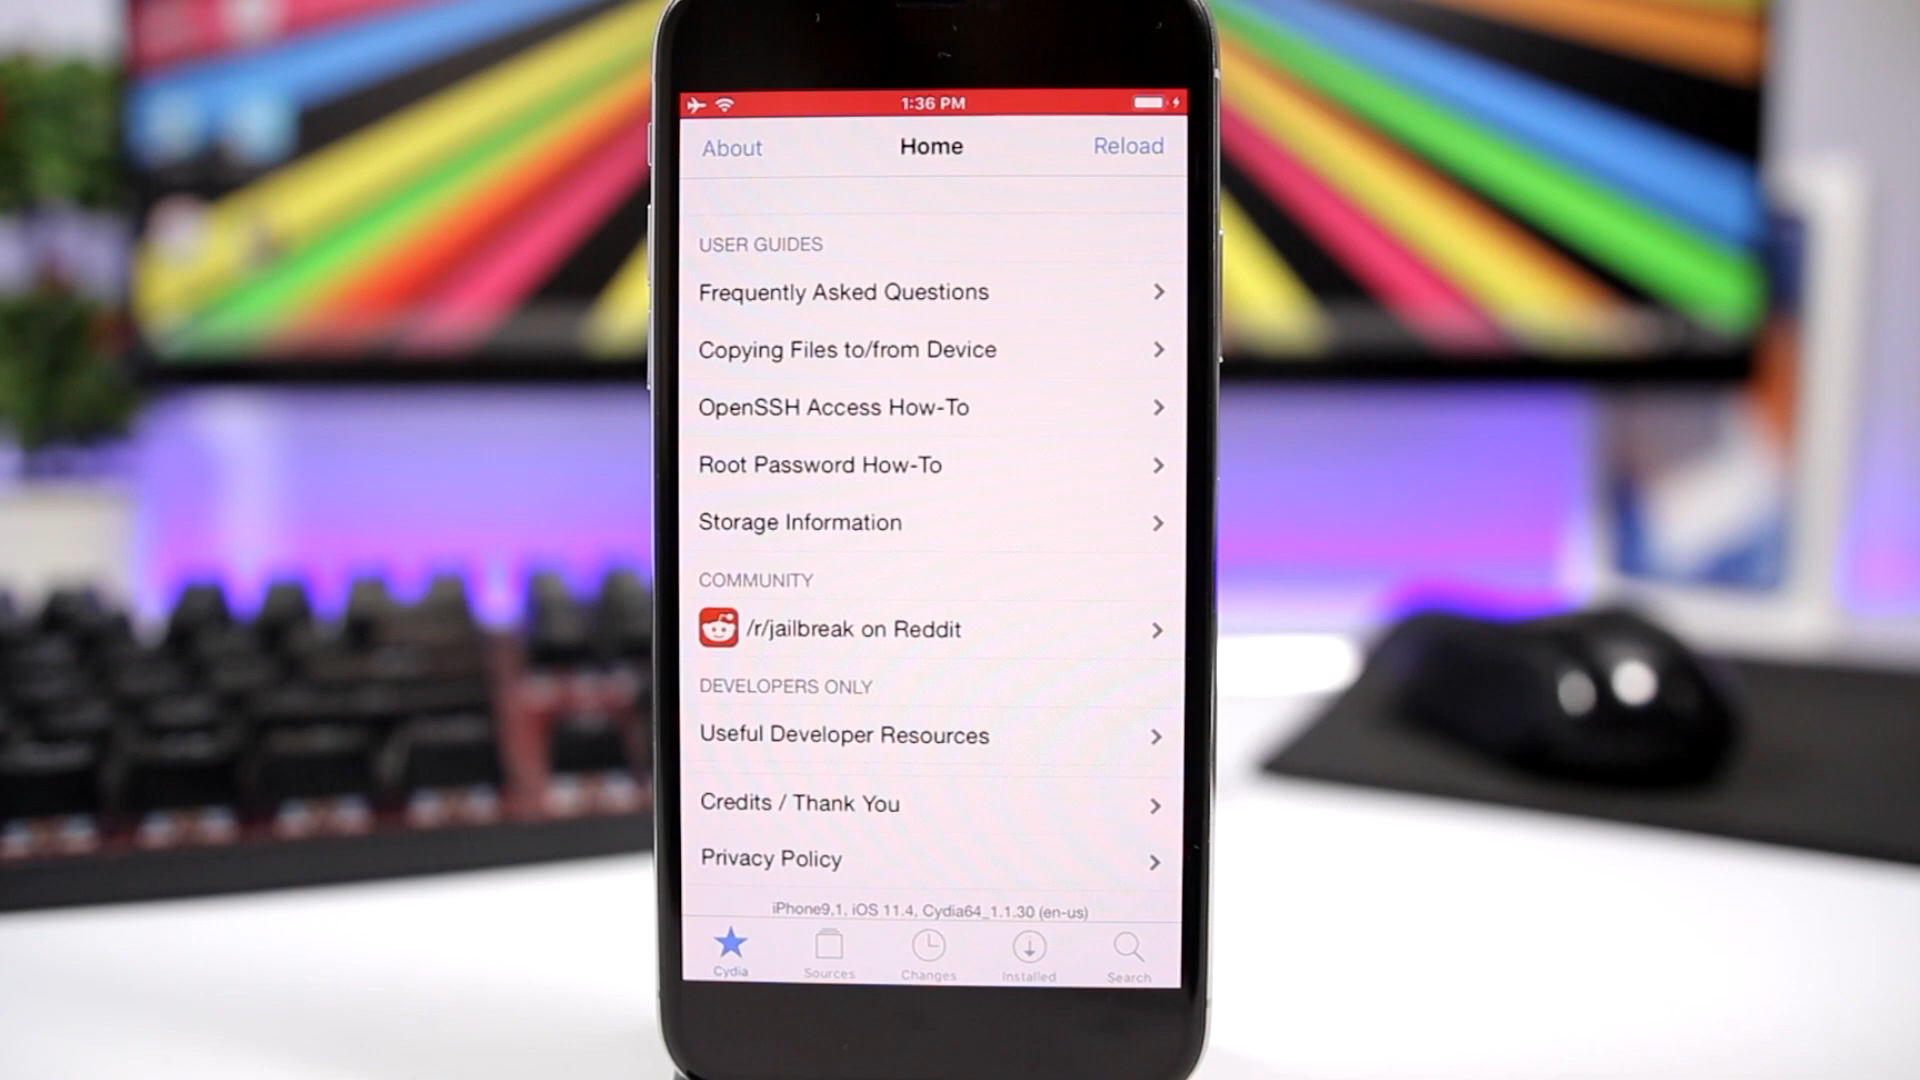 1:36 PM
About Home Reload
USER GUIDES
Frequently Asked Questions
Copying Files to/from Device
OpenSSH Access How-To
Root Password How-To
Storage Information
COMMUNITY
/r/jailbreak on Reddit
DEVELOPERS ONLY
Useful Developer Resources
Credits / Thank You
Privacy Policy
iPhone9,1, iOS 11.4, Cydia64_1.1.30 (en-us)
Cydia Sources Changes Installed Search